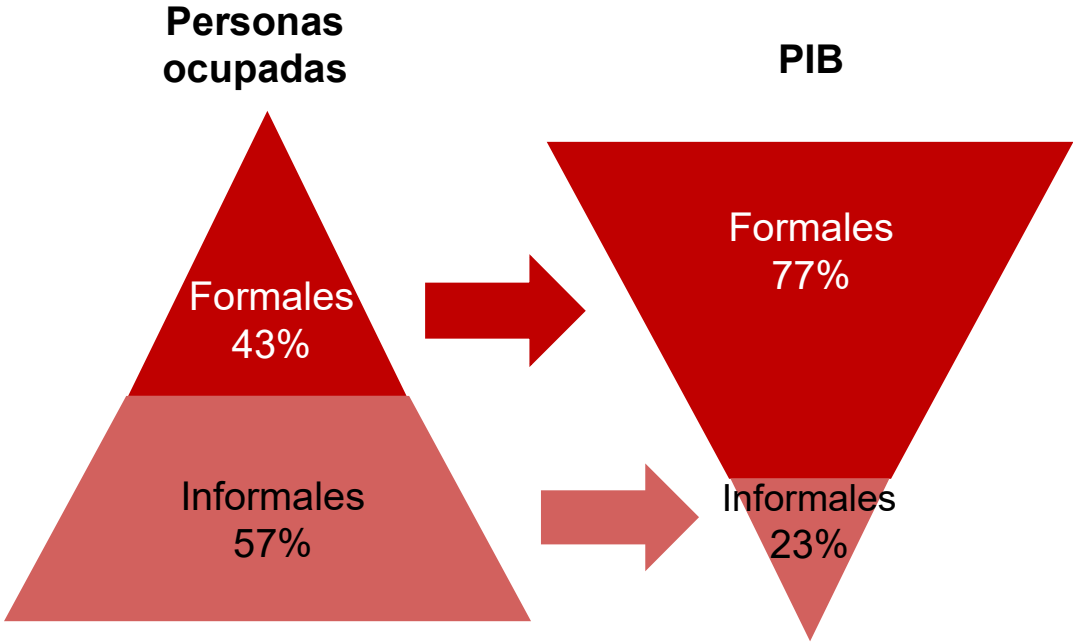 Personas
ocupadas
PIB
Formales
43%
Informales
57%
Formales
77%
Informales
23%